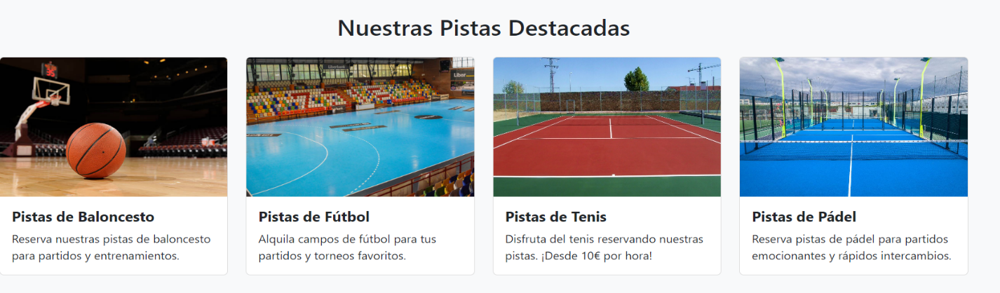 Nuestras Pistas Destacadas
Liberbank
Liber
Pistas de Baloncesto
Reserva nuestras pistas de baloncesto
para partidos y entrenamientos.
Pistas de Fútbol
Alquila campos de fútbol para tus
partidos y torneos favoritos.
Pistas de Tenis
Disfruta del tenis reservando nuestras
pistas. ¡Desde 10€ por hora!
Pistas de Pádel
Reserva pistas de pádel para partidos
emocionantes y rápidos intercambios.